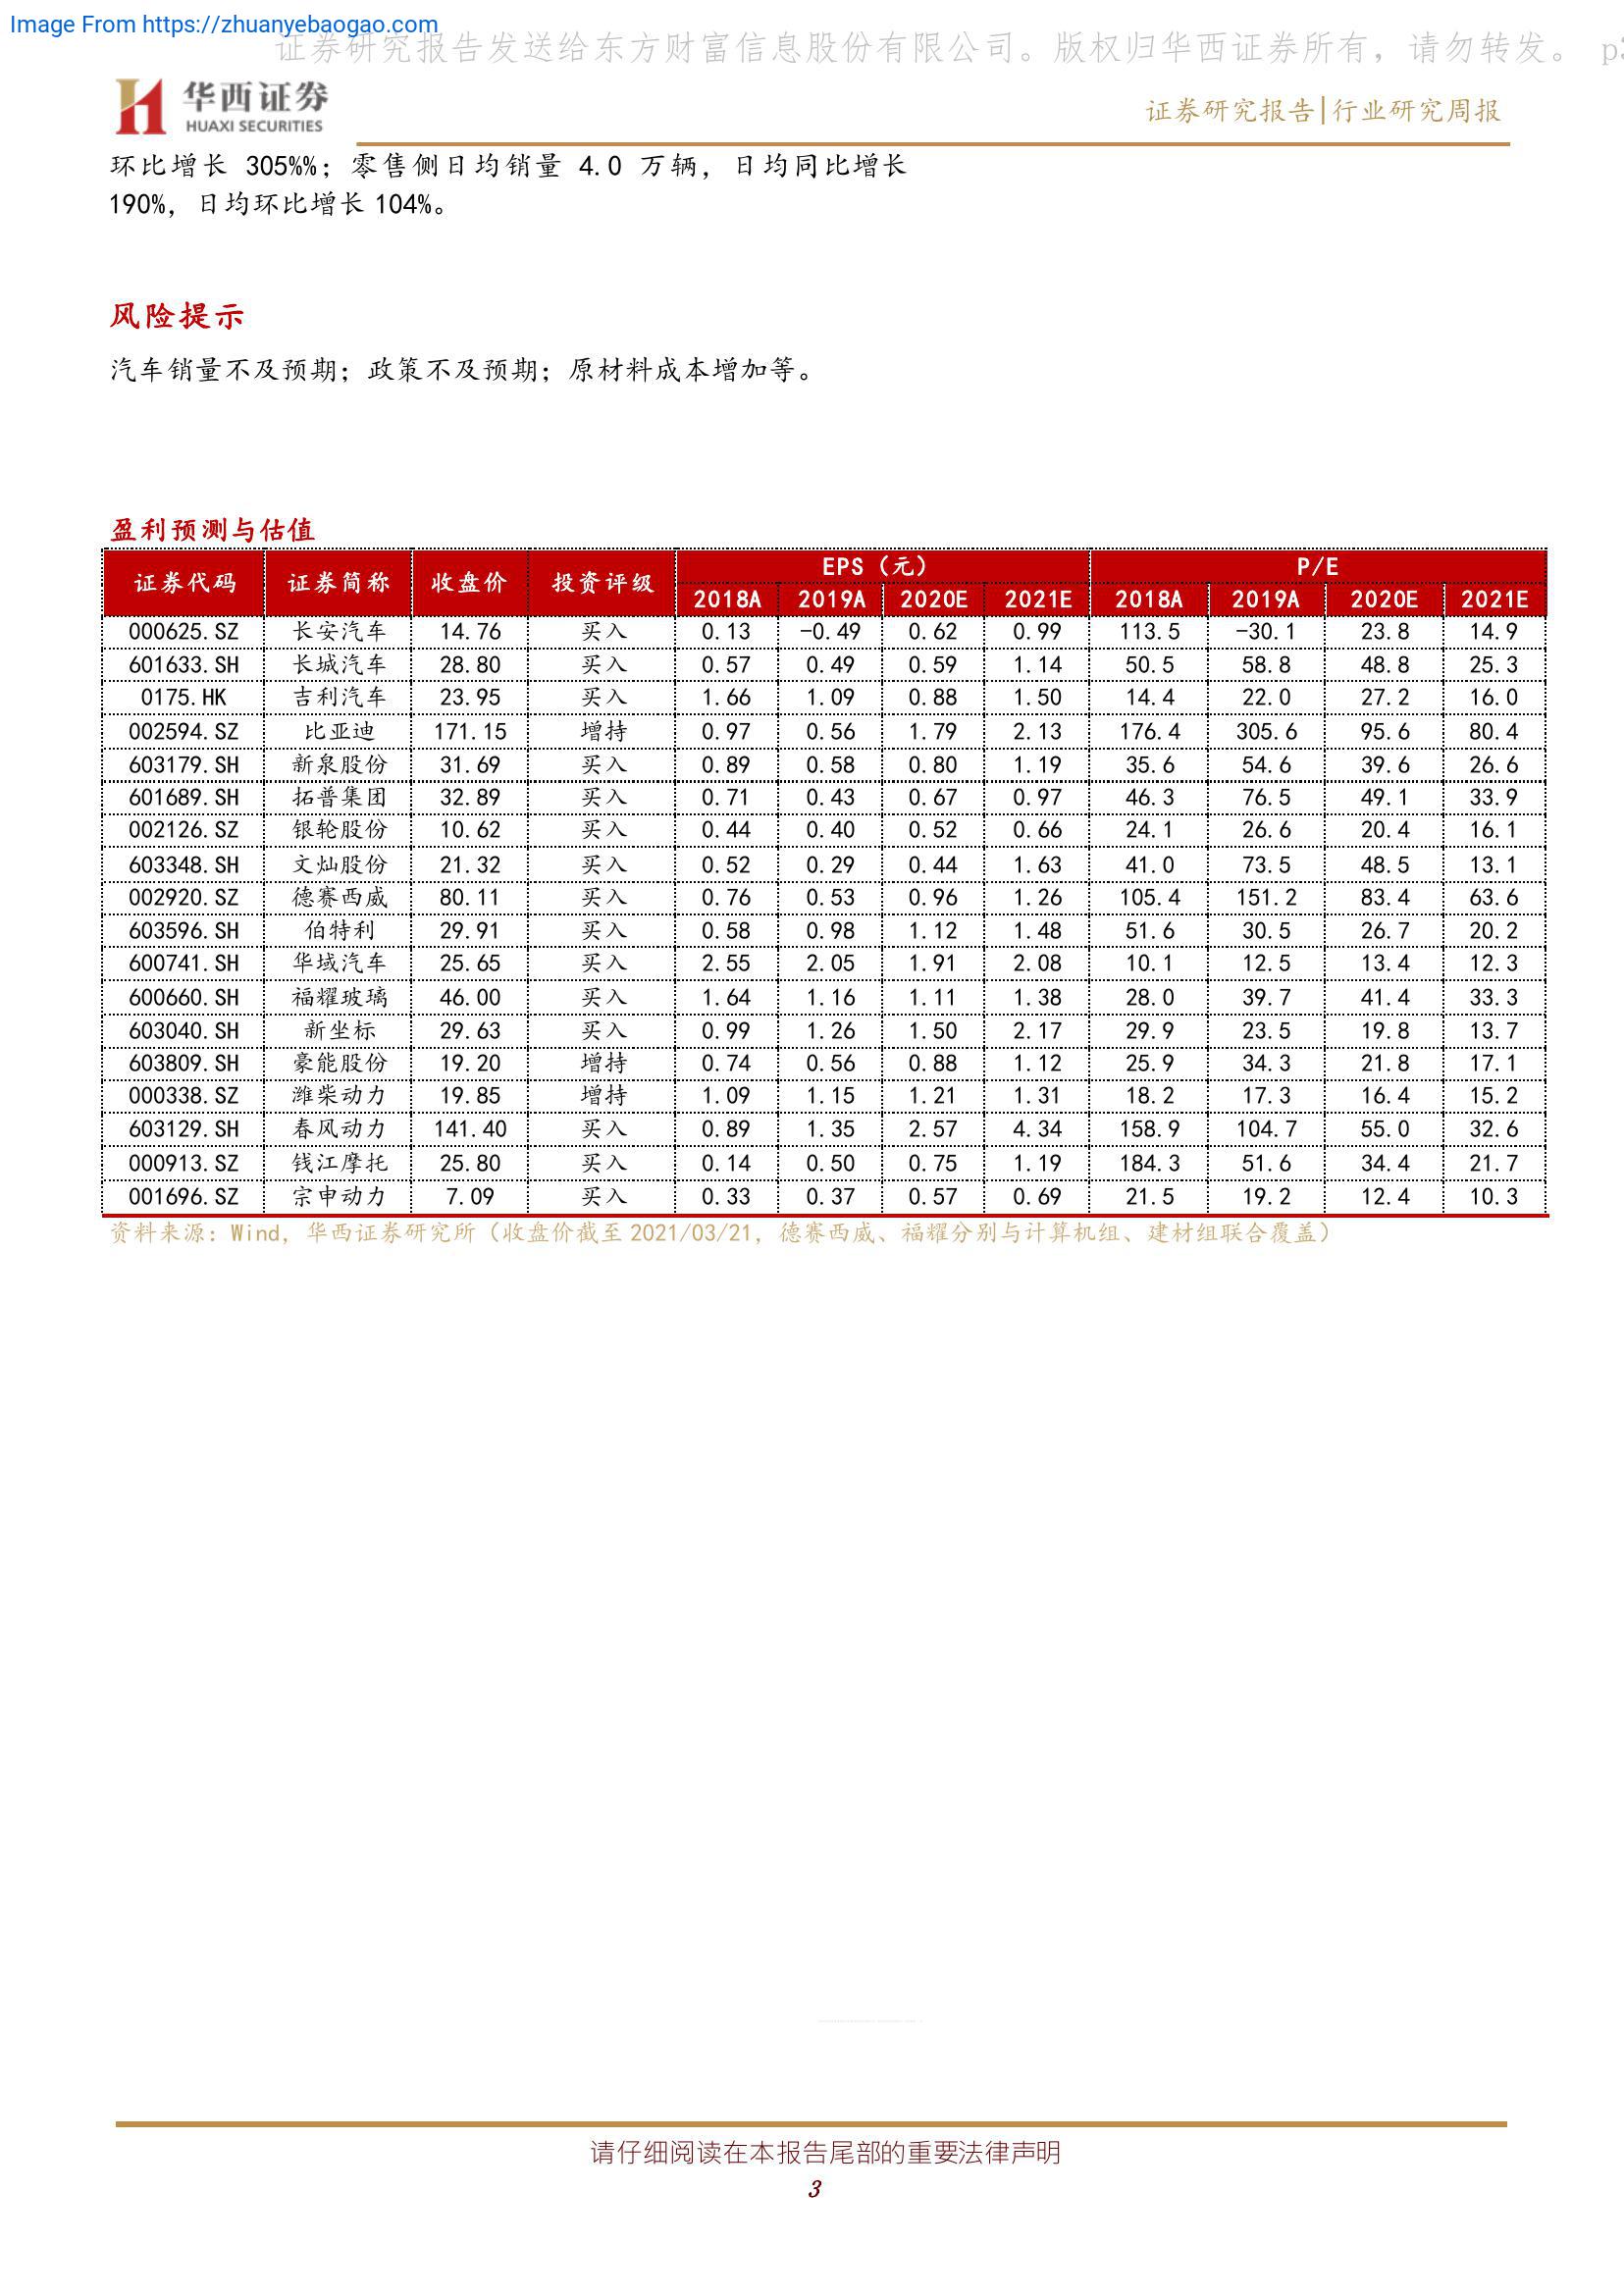 Image From https://zhuanyebaogao.com
证券研究报告发送给东方财富信息股份有限公司。版权归华西证券所有，请勿转发。 p3
华西证券
HUAXI SECURITIES
证券研究报告|行业研究周报
环比增长 305%%；零售侧日均销量 4.0 万辆，日均同比增长
190%，日均环比增长 104%。
风险提示
汽车销量不及预期；政策不及预期；原材料成本增加等。
盈利预测与估值
证券代码 证券简称 收盘价 投资评级 EPS（元） P/E
2018A 2019A 2020E 2021E 2018A 2019A 2020E 2021E
000625.SZ 长安汽车 14.76 买入 0.13 -0.49 0.62 0.99 113.5 -30.1 23.8 14.9
601633.SH 长城汽车 28.80 买入 0.57 0.49 0.59 1.14 50.5 58.8 48.8 25.3
0175.HK 吉利汽车 23.95 买入 1.66 1.09 0.88 1.50 14.4 22.0 27.2 16.0
002594.SZ 比亚迪 171.15 增持 0.97 0.56 1.79 2.13 176.4 305.6 95.6 80.4
603179.SH 新泉股份 31.69 买入 0.89 0.58 0.80 1.19 35.6 54.6 39.6 26.6
601689.SH 拓普集团 32.89 买入 0.71 0.43 0.67 0.97 46.3 76.5 49.1 33.9
002126.SZ 银轮股份 10.62 买入 0.44 0.40 0.52 0.66 24.1 26.6 20.4 16.1
603348.SH 文灿股份 21.32 买入 0.52 0.29 0.44 1.63 41.0 73.5 48.5 13.1
002920.SZ 德赛西威 80.11 买入 0.76 0.53 0.96 1.26 105.4 151.2 83.4 63.6
603596.SH 伯特利 29.91 买入 0.58 0.98 1.12 1.48 51.6 30.5 26.7 20.2
600741.SH 华域汽车 25.65 买入 2.55 2.05 1.91 2.08 10.1 12.5 13.4 12.3
600660.SH 福耀玻璃 46.00 买入 1.64 1.16 1.11 1.38 28.0 39.7 41.4 33.3
603040.SH 新坐标 29.63 买入 0.99 1.26 1.50 2.17 29.9 23.5 19.8 13.7
603809.SH 豪能股份 19.20 增持 0.74 0.56 0.88 1.12 25.9 34.3 21.8 17.1
000338.SZ 潍柴动力 19.85 增持 1.09 1.15 1.21 1.31 18.2 17.3 16.4 15.2
603129.SH 春风动力 141.40 买入 0.89 1.35 2.57 4.34 158.9 104.7 55.0 32.6
000913.SZ 钱江摩托 25.80 买入 0.14 0.50 0.75 1.19 184.3 51.6 34.4 21.7
001696.SZ 宗申动力 7.09 买入 0.33 0.37 0.57 0.69 21.5 19.2 12.4 10.3
资料来源：Wind，华西证券研究所（收盘价截至 2021/03/21，德赛西威、福耀分别与计算机组、建材组联合覆盖）
请仔细阅读在本报告尾部的重要法律声明
3